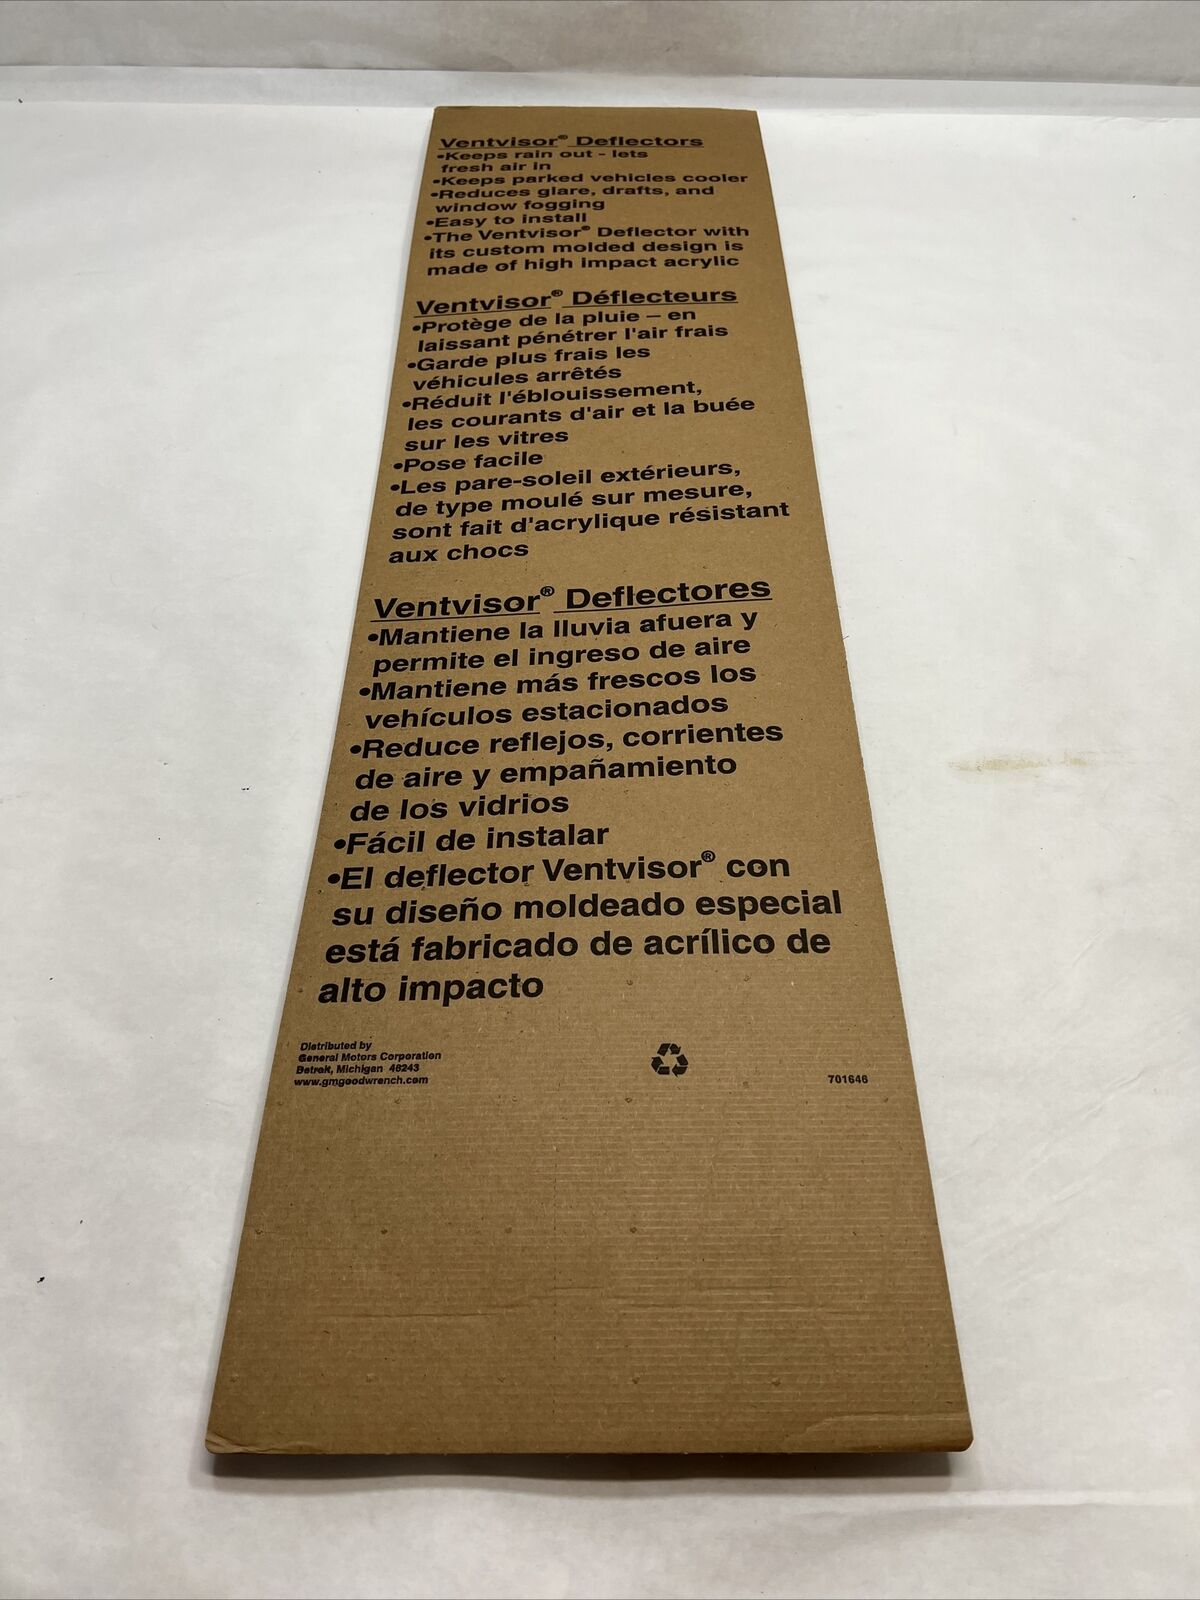 Ventvisor® Deflectors
•Keeps rain out - lets
fresh air in
•Keeps parked vehicles cooler
•Reduces glare, drafts, and
window fogging
•Easy to install
•The Ventvisor® Deflector with
its custom molded design is
made of high impact acrylic
Ventvisor® Déflecteurs
•Protège de la pluie – en
laissant pénétrer l'air frais
•Garde plus frais les
véhicules arrêtés
•Réduit l'éblouissement,
les courants d'air et la buée
sur les vitres
•Pose facile
•Les pare-soleil extérieurs,
de type moulé sur mesure,
sont fait d'acrylique résistant
aux chocs
Ventvisor® Deflectores
•Mantiene la lluvia afuera y
permite el ingreso de aire
•Mantiene más frescos los
vehículos estacionados
•Reduce reflejos, corrientes
de aire y empañamiento
de los vidrios
•Fácil de instalar
•El deflector Ventvisor® con
su diseño moldeado especial
está fabricado de acrílico de
alto impacto
Distributed by
General Motors Corporation
Detroit, Michigan 48243
www.gmgoodwrench.com
701646